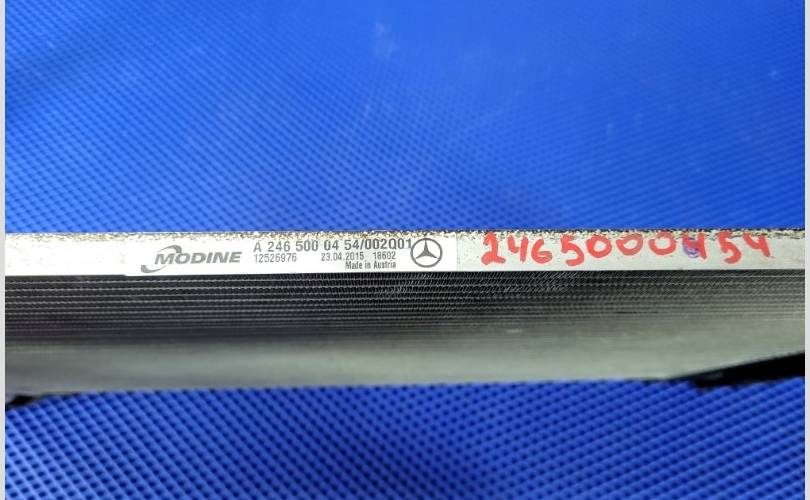 MODINE
A 246 500 04 54/002Q01
12526976 23.04.2015 18602
Made in Austria
2465000454